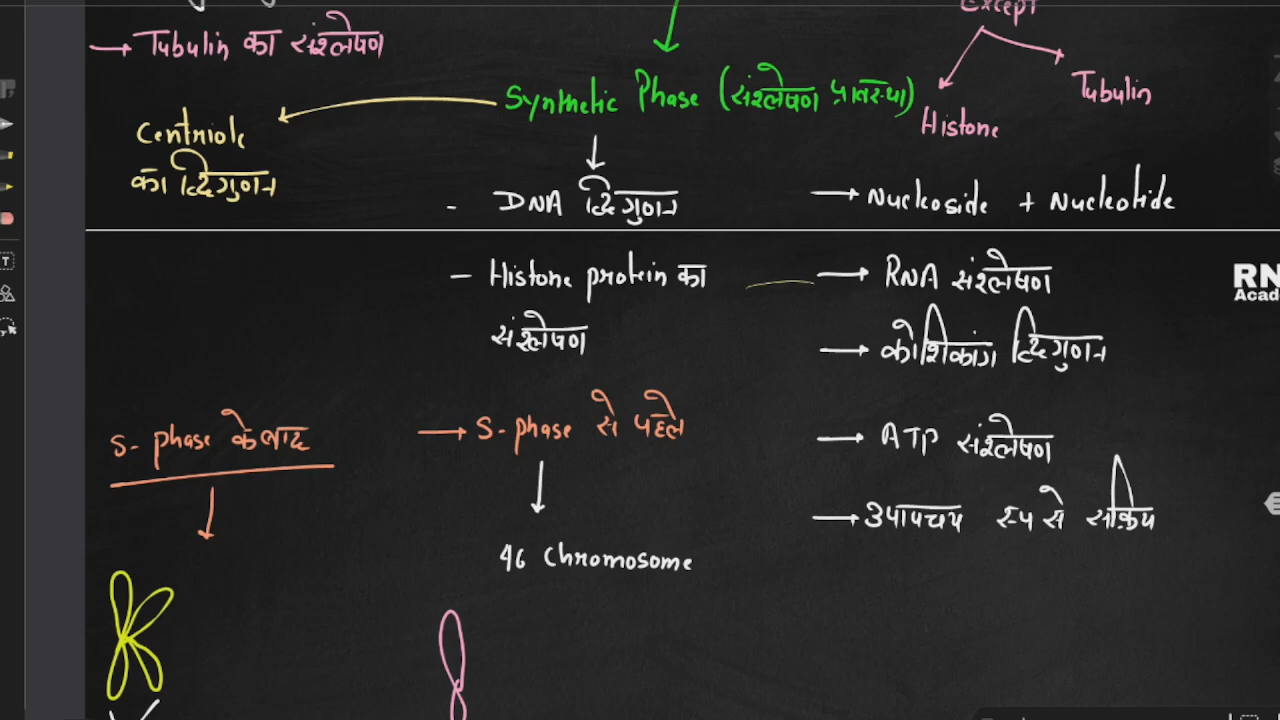 Except
→ Tubulin का संश्लेषण
Synthetic Phase (संश्लेषण प्रावस्था)
Tubulin
Histone
Centriole
का द्विगुणन
- DNA द्विगुणन
→ Nucleoside + Nucleotide
- Histone protein का
संश्लेषण
→ RNA संश्लेषण
RN
Acad
→ कोशिकांग द्विगुणन
S- phase के बाद
→ S- phase से पहले
→ ATP संश्लेषण
→ उपापचय रूप से सक्रिय
46 Chromosome